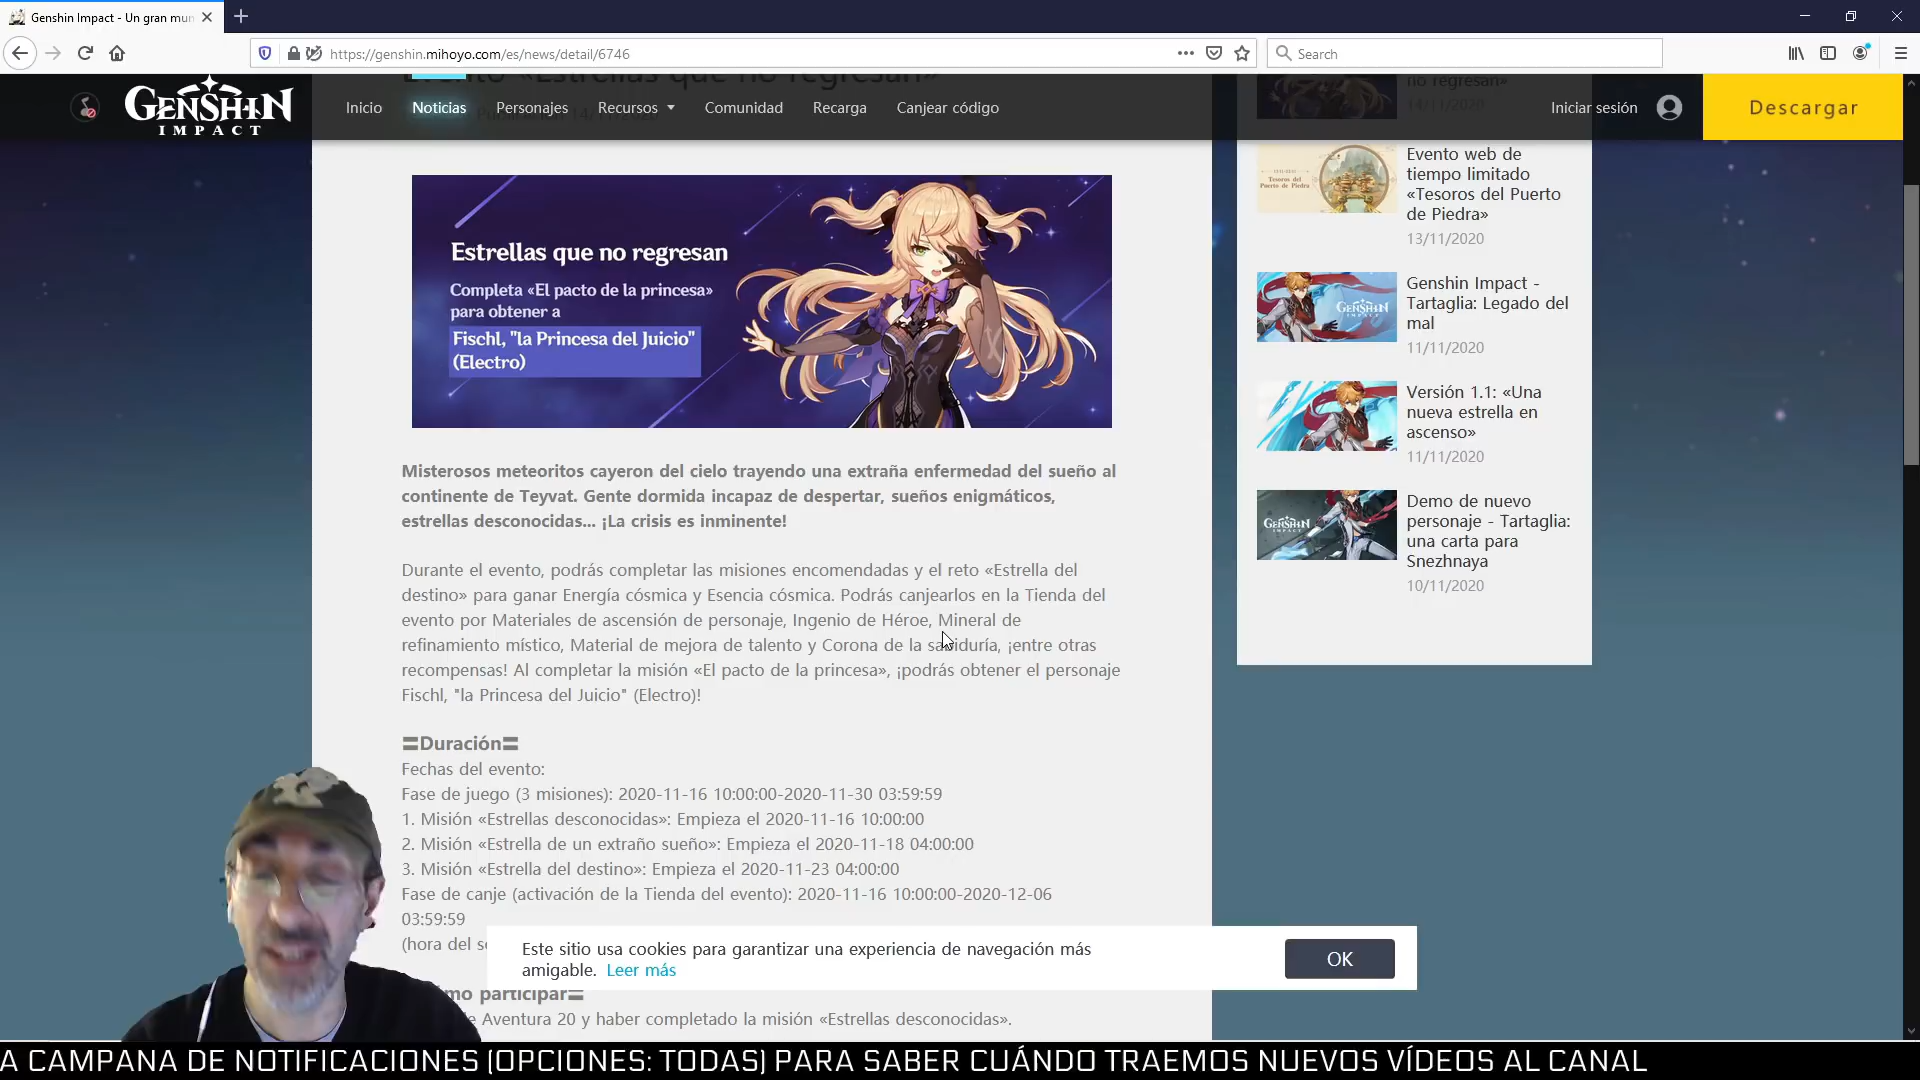 Genshin Impact - Un gran mun
https://genshin.mihoyo.com/es/news/detail/6746
Search
GENSHIN
IMPACT
Inicio
Noticias
Personajes
Recursos
Comunidad
Recarga
Canjear código
Iniciar sesión
Descargar
Evento «Estrellas que no regresan»
14/11/2020
Estrellas que no regresan
Completa «El pacto de la princesa»
para obtener a
Fischl, "la Princesa del Juicio"
(Electro)
Misterosos meteoritos cayeron del cielo trayendo una extraña enfermedad del sueño al
continente de Teyvat. Gente dormida incapaz de despertar, sueños enigmáticos,
estrellas desconocidas... ¡La crisis es inminente!
Durante el evento, podrás completar las misiones encomendadas y el reto «Estrella del
destino» para ganar Energía cósmica y Esencia cósmica. Podrás canjearlos en la Tienda del
evento por Materiales de ascensión de personaje, Ingenio de Héroe, Mineral de
refinamiento místico, Material de mejora de talento y Corona de la sabiduría, ¡entre otras
recompensas! Al completar la misión «El pacto de la princesa», ¡podrás obtener el personaje
Fischl, "la Princesa del Juicio" (Electro)!
〓Duración〓
Fechas del evento:
Fase de juego (3 misiones): 2020-11-16 10:00:00-2020-11-30 03:59:59
1. Misión «Estrellas desconocidas»: Empieza el 2020-11-16 10:00:00
2. Misión «Estrella de un extraño sueño»: Empieza el 2020-11-18 04:00:00
3. Misión «Estrella del destino»: Empieza el 2020-11-23 04:00:00
Fase de canje (activación de la Tienda del evento): 2020-11-16 10:00:00-2020-12-06
03:59:59
(hora del se
mo participar〓
Aventura 20 y haber completado la misión «Estrellas desconocidas».
no regresan»
14/11/2020
Tesoros del
Puerto de Piedra
Evento web de
tiempo limitado
«Tesoros del Puerto
de Piedra»
13/11/2020
GENSHIN
Genshin Impact -
Tartaglia: Legado del
mal
11/11/2020
Versión 1.1: «Una
nueva estrella en
ascenso»
11/11/2020
GENSHIN
IMPACT
Demo de nuevo
personaje - Tartaglia:
una carta para
Snezhnaya
10/11/2020
Este sitio usa cookies para garantizar una experiencia de navegación más
amigable. Leer más
OK
A CAMPANA DE NOTIFICACIONES (OPCIONES: TODAS) PARA SABER CUÁNDO TRAEMOS NUEVOS VÍDEOS AL CANAL